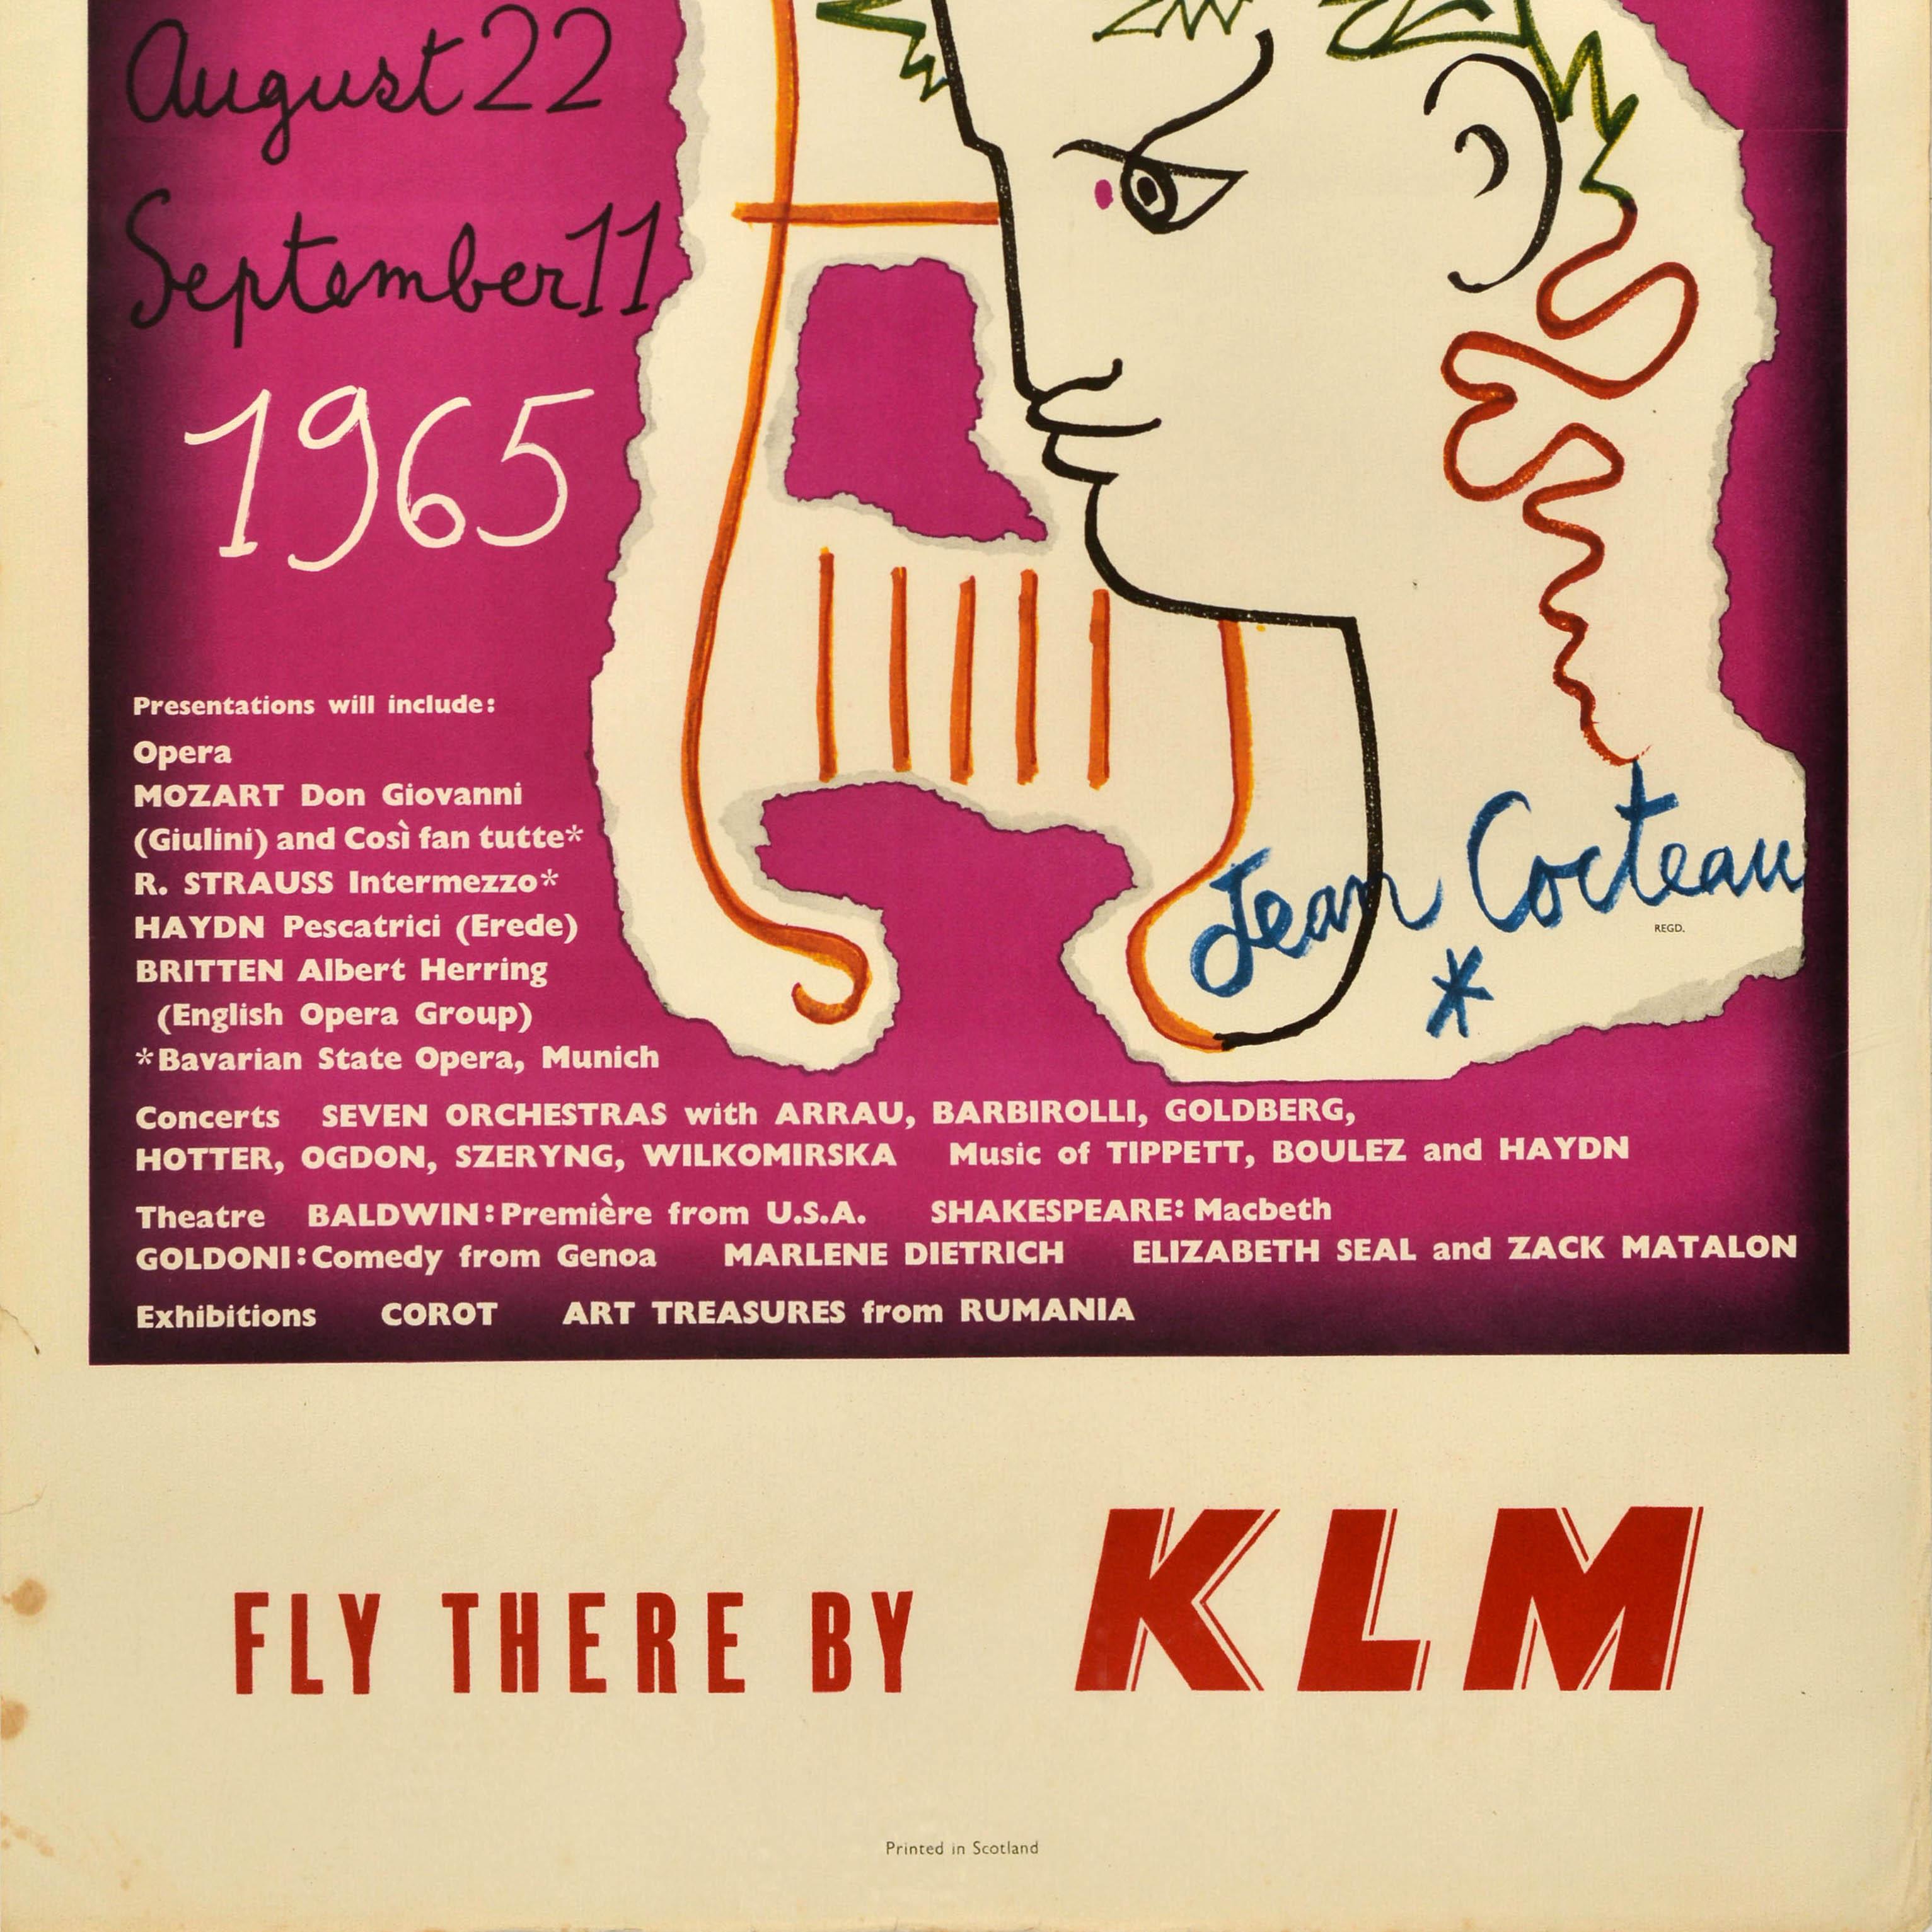 August 22
September 11
1965
Presentations will include:
Opera
MOZART Don Giovanni
(Giulini) and Così fan tutte*
R. STRAUSS Intermezzo*
HAYDN Pescatrici (Erede)
BRITTEN Albert Herring
(English Opera Group)
*Bavarian State Opera, Munich
Jean Cocteau
*
REGD.
Concerts SEVEN ORCHESTRAS with ARRAU, BARBIROLLI, GOLDBERG,
HOTTER, OGDON, SZERYNG, WILKOMIRSKA Music of TIPPETT, BOULEZ and HAYDN
Theatre BALDWIN: Première from U.S.A. SHAKESPEARE: Macbeth
GOLDONI: Comedy from Genoa MARLENE DIETRICH ELIZABETH SEAL and ZACK MATALON
Exhibitions COROT ART TREASURES from RUMANIA
FLY THERE BY KLM
Printed in Scotland